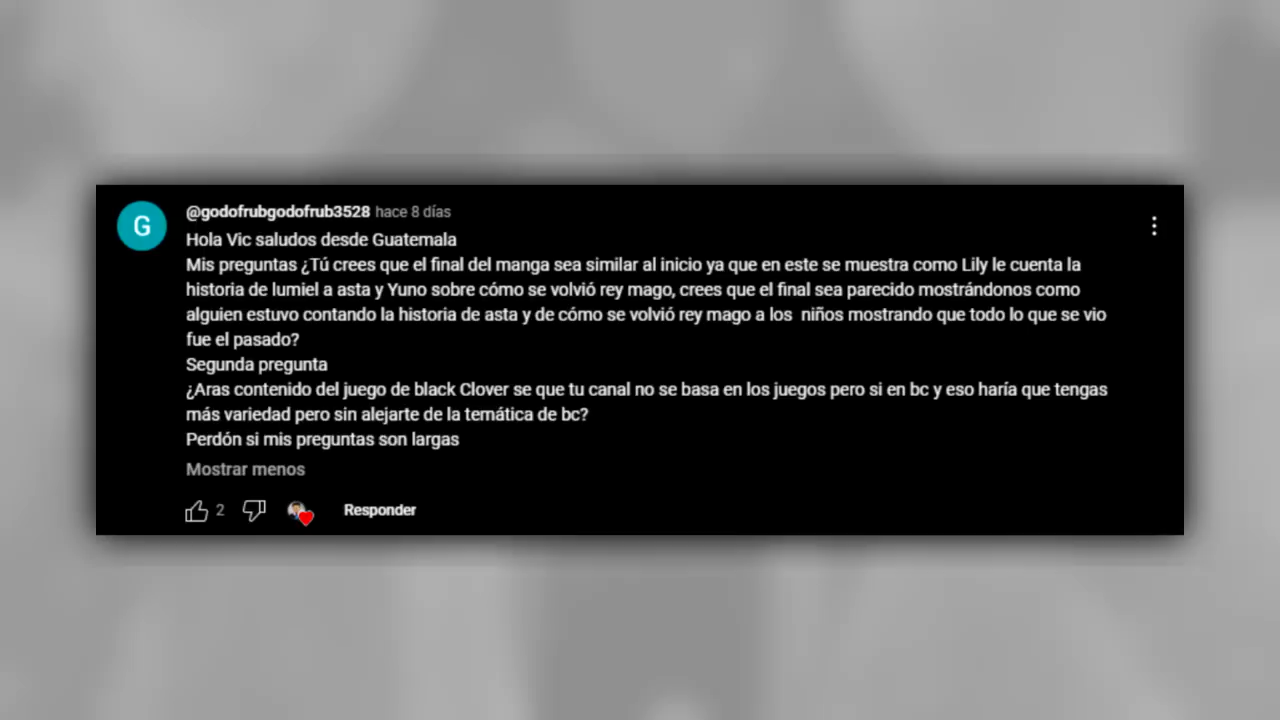 @godofrubgodofrub3528 hace 8 días
Hola Vic saludos desde Guatemala
Mis preguntas ¿Tú crees que el final del manga sea similar al inicio ya que en este se muestra como Lily le cuenta la
historia de lumiel a asta y Yuno sobre cómo se volvió rey mago, crees que el final sea parecido mostrándonos como
alguien estuvo contando la historia de asta y de cómo se volvió rey mago a los niños mostrando que todo lo que se vio
fue el pasado?
Segunda pregunta
¿Aras contenido del juego de black Clover se que tu canal no se basa en los juegos pero si en bc y eso haría que tengas
más variedad pero sin alejarte de la temática de bc?
Perdón si mis preguntas son largas
Mostrar menos
2 Responder
G